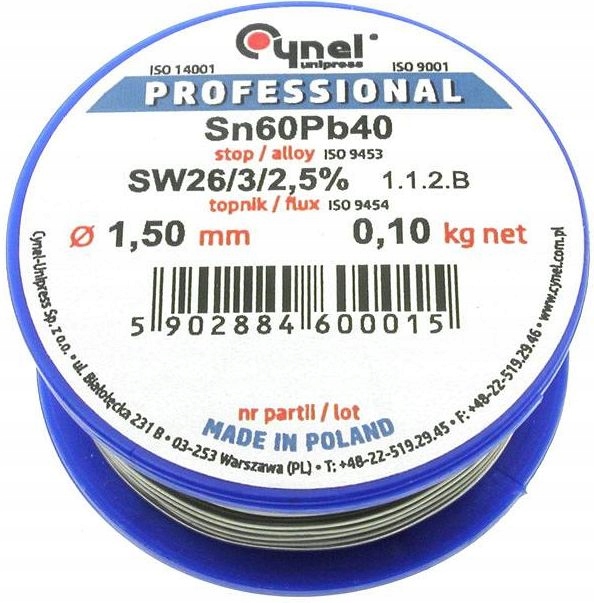 Cynel®
unipress
ISO 14001
ISO 9001
PROFESSIONAL
Sn60Pb40
stop / alloy ISO 9453
SW26/3/2,5% 1.1.2.B
topnik / flux ISO 9454
Ø 1,50 mm 0,10 kg net
5 902884 600015
nr partii / lot
MADE IN POLAND
Cynel-Unipress Sp. z o.o. • ul. Białołęcka 231 B • 03-253 Warszawa (PL) • T: +48-22-519.29.45 • F: +48-22-519.29.46 • www.cynel.com.pl